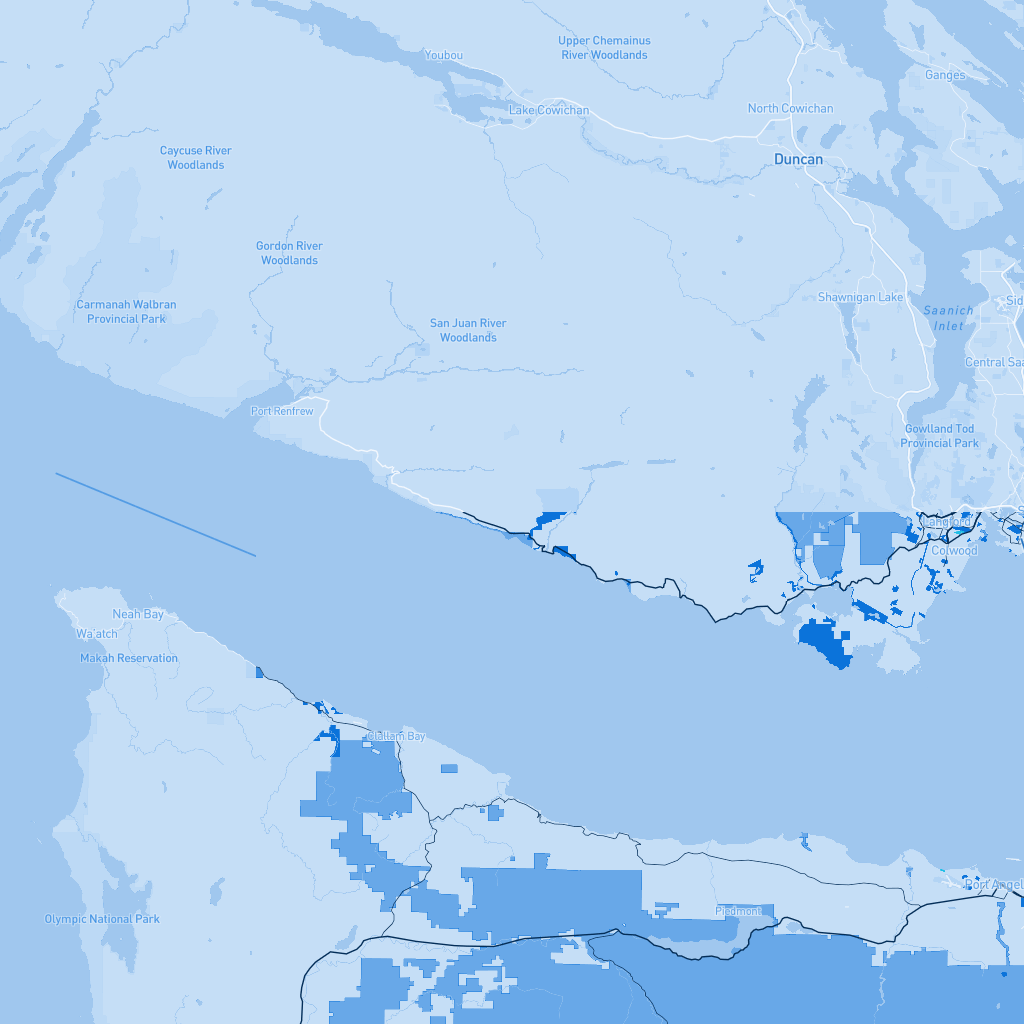 Youbou
Upper Chemainus
River Woodlands
Ganges
Lake Cowichan
North Cowichan
Caycuse River
Woodlands
Duncan
Gordon River
Woodlands
Carmanah Walbran
Provincial Park
Shawnigan Lake
Saanich
Inlet
Sid
San Juan River
Woodlands
Central Saa
Port Renfrew
Gowlland Tod
Provincial Park
Langford
Colwood
Neah Bay
Wa'atch
Makah Reservation
Clallam Bay
Port Angel
Piedmont
Olympic National Park